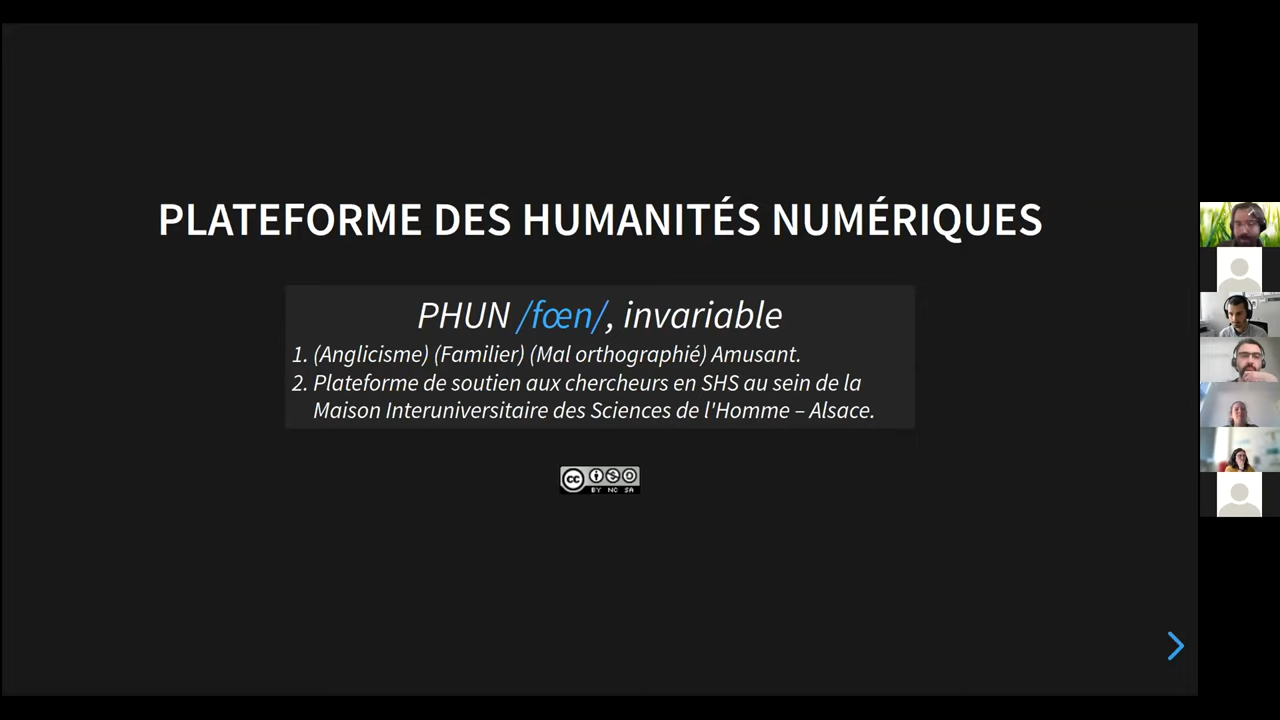 PLATEFORME DES HUMANITÉS NUMÉRIQUES
PHUN /fœn/, invariable
1. (Anglicisme) (Familier) (Mal orthographié) Amusant.
2. Plateforme de soutien aux chercheurs en SHS au sein de la
Maison Interuniversitaire des Sciences de l'Homme – Alsace.
cc
BY NC SA